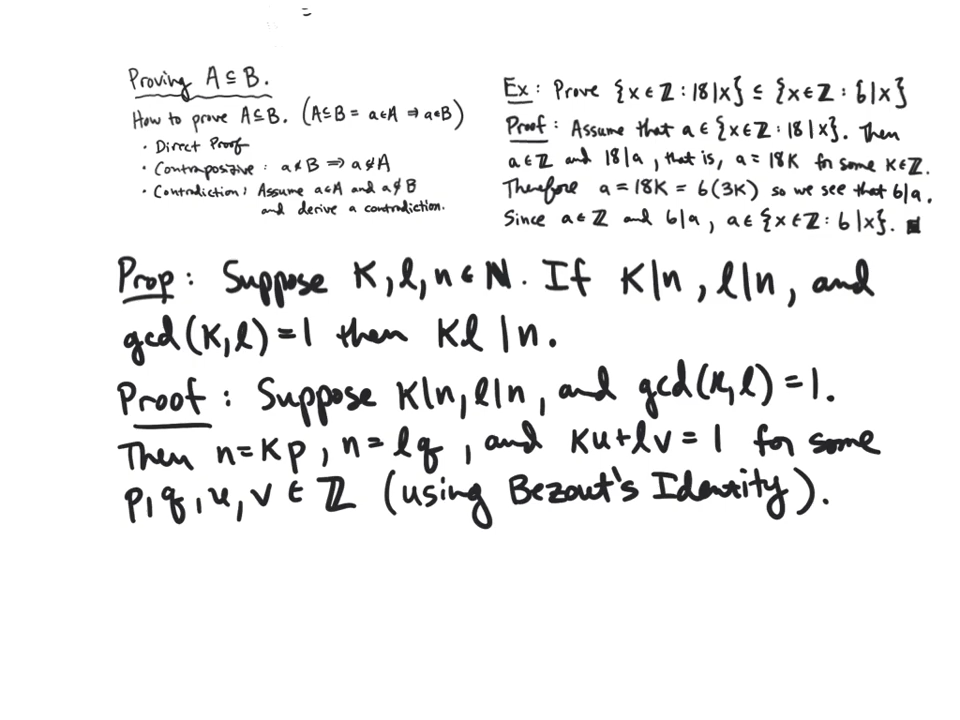 Proving A ⊆ B.
How to prove A ⊆ B. (A ⊆ B = a ∈ A ⇒ a ∈ B)
· Direct Proof
· Contrapositive : a ∉ B ⇒ a ∉ A
· Contradiction : Assume a ∈ A and a ∉ B
and derive a contradiction.
Ex : Prove {x ∈ ℤ : 18|x} ⊆ {x ∈ ℤ : 6|x}
Proof : Assume that a ∈ {x ∈ ℤ : 18|x}. Then
a ∈ ℤ and 18|a, that is, a = 18K for some K ∈ ℤ.
Therefore a = 18K = 6(3K) so we see that 6|a.
Since a ∈ ℤ and 6|a, a ∈ {x ∈ ℤ : 6|x}. ■
Prop : Suppose K, l, n ∈ ℕ. If K|n, l|n, and
gcd(K, l) = 1 then Kl | n.
Proof : Suppose K|n, l|n, and gcd(K, l) = 1.
Then n = Kp, n = lq, and Ku + lv = 1 for some
p, q, u, v ∈ ℤ (using Bezout's Identity).